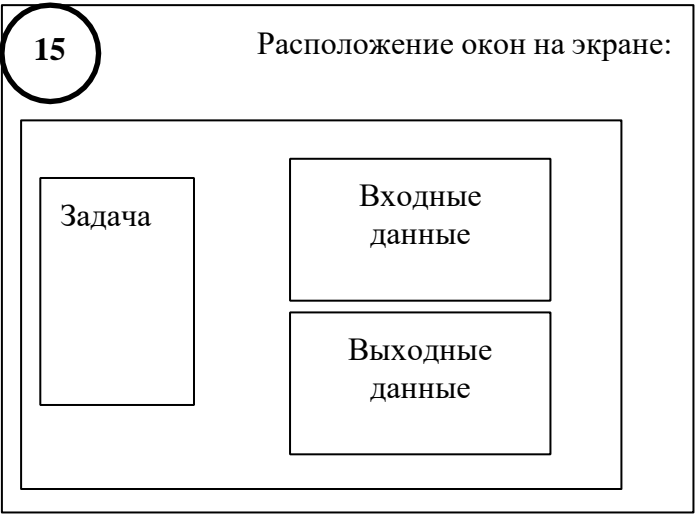 15
Расположение окон на экране:
Задача
Входные
данные
Выходные
данные